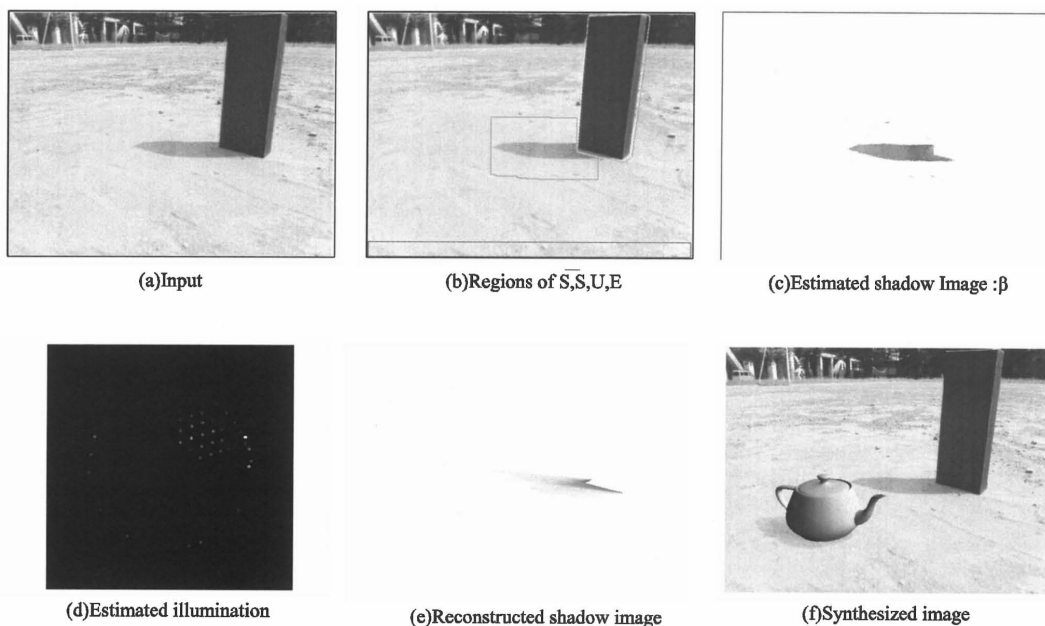 (a)Input
(b)Regions of S̅,S,U,E
(c)Estimated shadow Image :β
(d)Estimated illumination
(e)Reconstructed shadow image
(f)Synthesized image